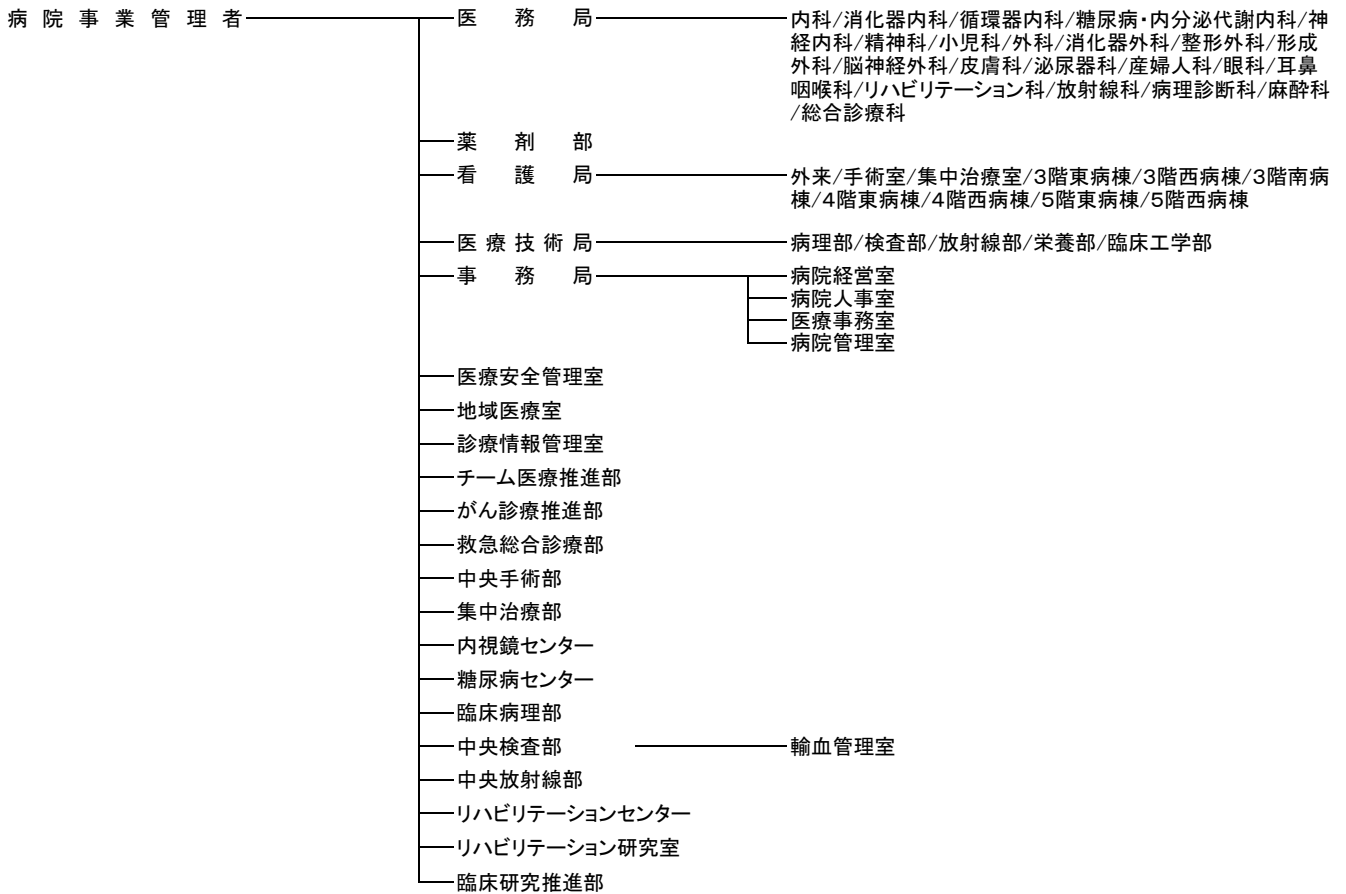 病院事業管理者
医務局
内科/消化器内科/循環器内科/糖尿病・内分泌代謝内科/神
経内科/精神科/小児科/外科/消化器外科/整形外科/形成
外科/脳神経外科/皮膚科/泌尿器科/産婦人科/眼科/耳鼻
咽喉科/リハビリテーション科/放射線科/病理診断科/麻酔科
/総合診療科
薬剤部
看護局
外来/手術室/集中治療室/3階東病棟/3階西病棟/3階南病
棟/4階東病棟/4階西病棟/5階東病棟/5階西病棟
医療技術局
病理部/検査部/放射線部/栄養部/臨床工学部
事務局
病院経営室
病院人事室
医療事務室
病院管理室
医療安全管理室
地域医療室
診療情報管理室
チーム医療推進部
がん診療推進部
救急総合診療部
中央手術部
集中治療部
内視鏡センター
糖尿病センター
臨床病理部
中央検査部
輸血管理室
中央放射線部
リハビリテーションセンター
リハビリテーション研究室
臨床研究推進部